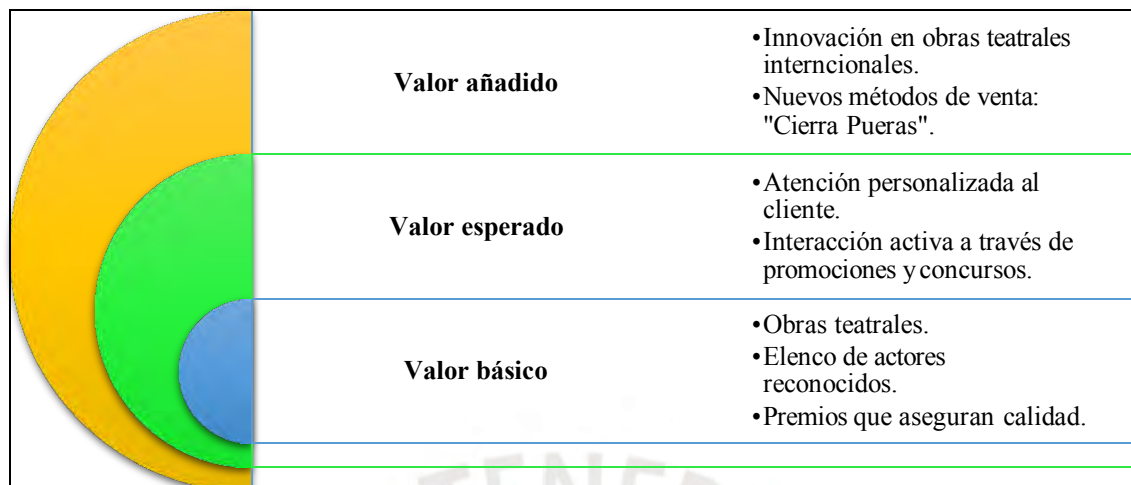 Valor añadido
•Innovación en obras teatrales
interncionales.
•Nuevos métodos de venta:
"Cierra Pueras".
Valor esperado
•Atención personalizada al
cliente.
•Interacción activa a través de
promociones y concursos.
Valor básico
•Obras teatrales.
•Elenco de actores
reconocidos.
•Premios que aseguran calidad.